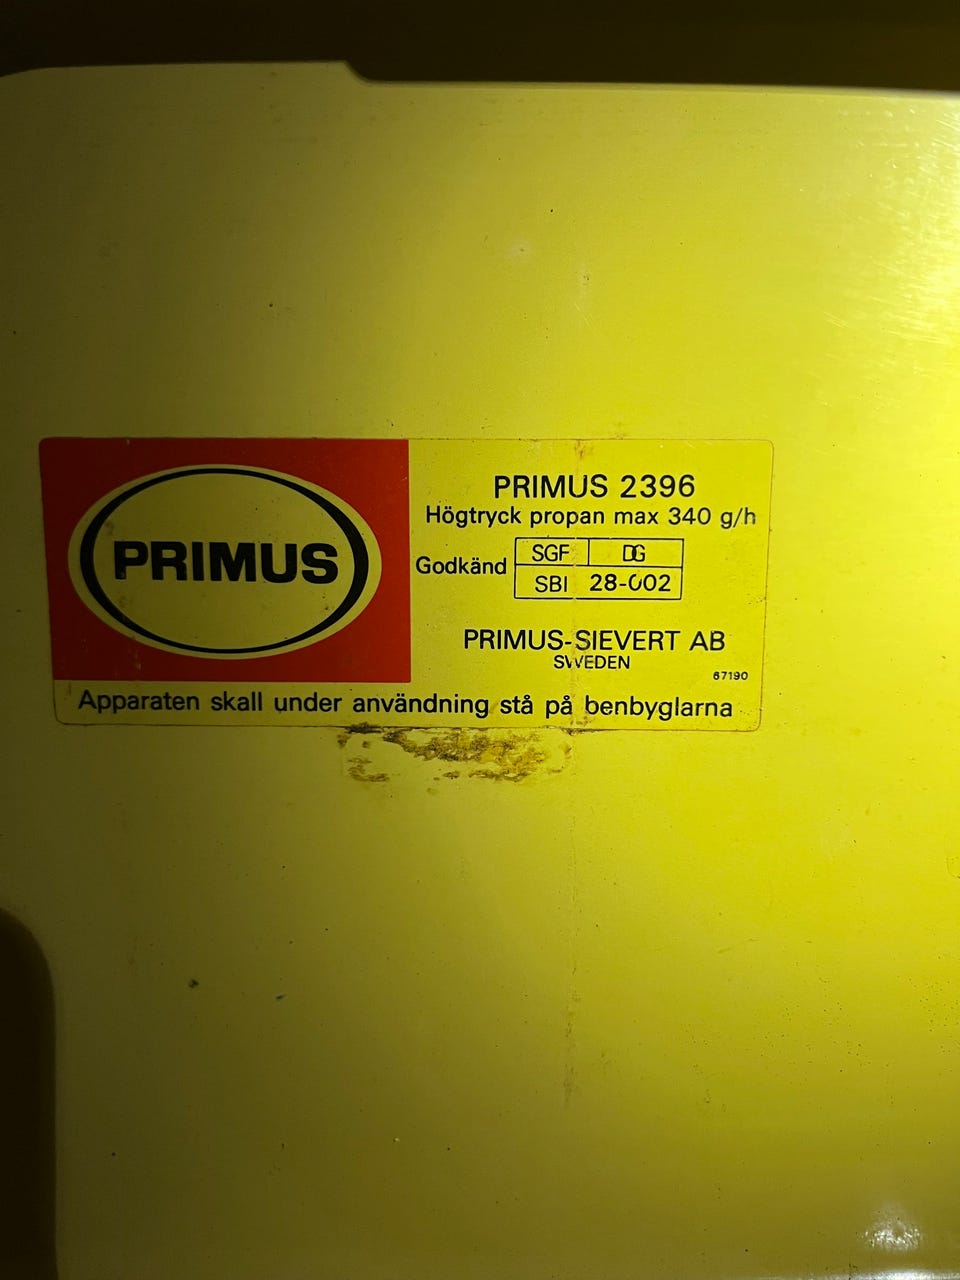 PRIMUS
PRIMUS 2396
Högtryck propan max 340 g/h
Godkänd SGF DG
SBI 28-002
PRIMUS-SIEVERT AB
SWEDEN
67190
Apparaten skall under användning stå på benbyglarna